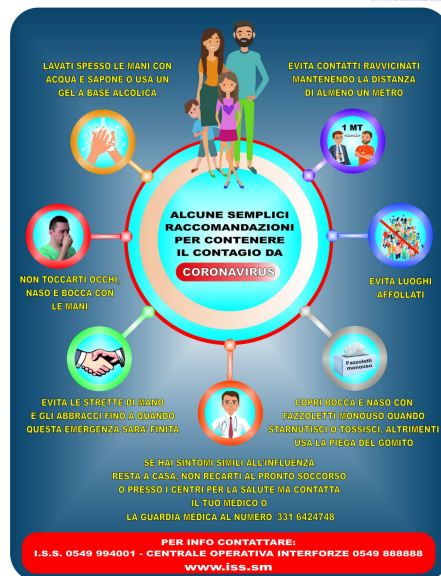 LAVATI SPESSO LE MANI CON
ACQUA E SAPONE O USA UN
GEL A BASE ALCOLICA
EVITA CONTATTI RAVVICINATI
MANTENENDO LA DISTANZA
DI ALMENO UN METRO
1 MT
ALCUNE SEMPLICI
RACCOMANDAZIONI
PER CONTENERE
IL CONTAGIO DA
CORONAVIRUS
NON TOCCARTI OCCHI,
NASO E BOCCA CON
LE MANI
EVITA LUOGHI
AFFOLLATI
EVITA LE STRETTE DI MANO
E GLI ABBRACCI FINO A QUANDO
QUESTA EMERGENZA SARA' FINITA
Fazzoletti
monouso
COPRI BOCCA E NASO CON
FAZZOLETTI MONOUSO QUANDO
STARNUTISCI O TOSSISCI, ALTRIMENTI
USA LA PIEGA DEL GOMITO
SE HAI SINTOMI SIMILI ALL'INFLUENZA
RESTA A CASA, NON RECARTI AL PRONTO SOCCORSO
O PRESSO I CENTRI PER LA SALUTE MA CONTATTA
IL TUO MEDICO O
LA GUARDIA MEDICA AL NUMERO 331 6424748
PER INFO CONTATTARE:
I.S.S. 0549 994001 - CENTRALE OPERATIVA INTERFORZE 0549 888888
www.iss.sm